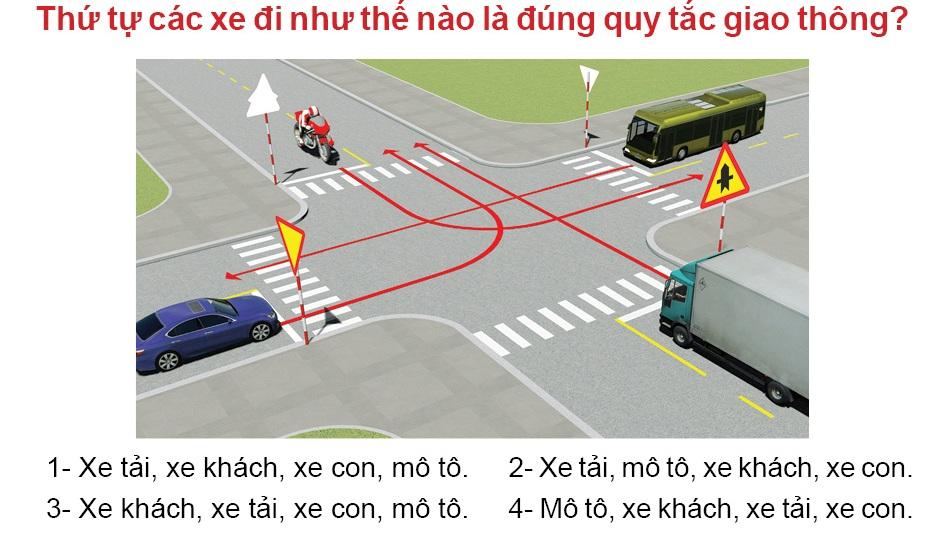 Thứ tự các xe đi như thế nào là đúng quy tắc giao thông?
1- Xe tải, xe khách, xe con, mô tô.
2- Xe tải, mô tô, xe khách, xe con.
3- Xe khách, xe tải, xe con, mô tô.
4- Mô tô, xe khách, xe tải, xe con.